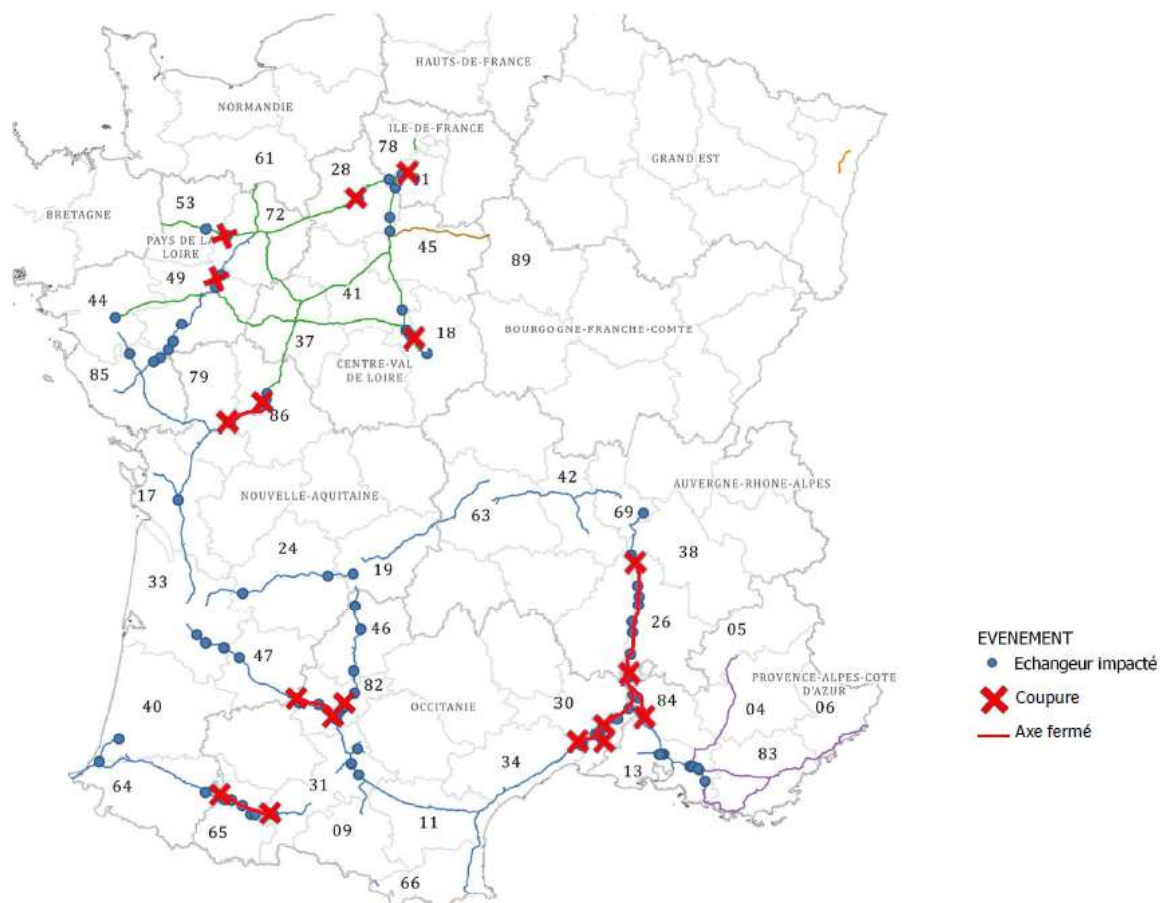 HAUTS-DE-FRANCE
NORMANDIE
ILE-DE-FRANCE
78
61
28
GRAND EST
1
53
72
BRETAGNE
PAYS DE LA
LOIRE
45
89
49
41
44
18
BOURGOGNE-FRANCHE-COMTE
37
CENTRE-VAL
DE LOIRE
85
79
86
42
AUVERGNE-RHONE-ALPES
17
NOUVELLE-AQUITAINE
63
69
24
38
19
33
26
46
05
47
EVENEMENT
Echangeur impacté
PROVENCE-ALPES-COTE
D'AZUR
82
OCCITANIE
30
84
04
06
Coupure
40
Axe fermé
83
34
13
64
31
65
09
11
66